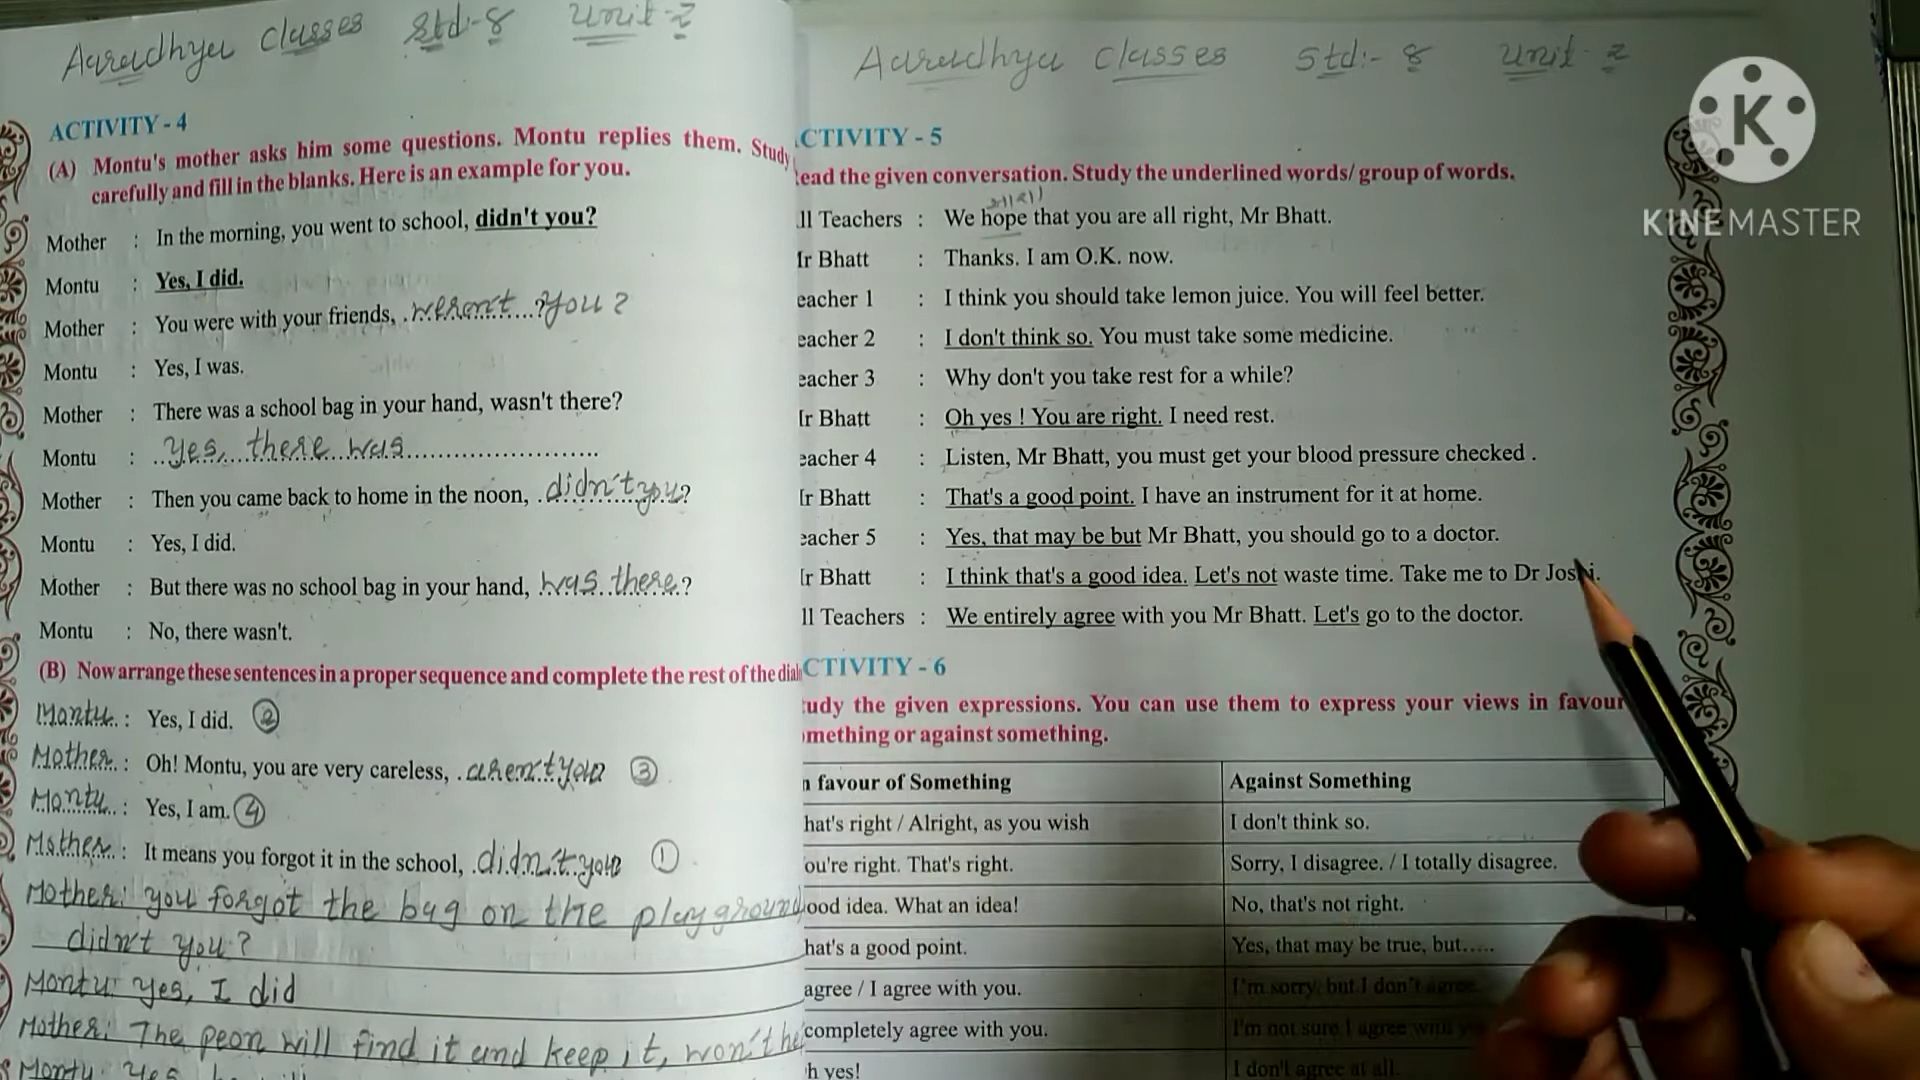 Aaradhya Classes Std:-8 Unit-2
ACTIVITY - 4
(A) Montu's mother asks him some questions. Montu replies them. Study
carefully and fill in the blanks. Here is an example for you.
Mother : In the morning, you went to school, didn't you?
Montu : Yes, I did.
Mother : You were with your friends, weren't ? you?
Montu : Yes, I was.
Mother : There was a school bag in your hand, wasn't there?
Montu : Yes, there was
Mother : Then you came back to home in the noon, didn't you?
Montu : Yes, I did.
Mother : But there was no school bag in your hand, was there?
Montu : No, there wasn't.
(B) Now arrange these sentences in a proper sequence and complete the rest of the dial
Montu : Yes, I did. 2
Mother : Oh! Montu, you are very careless, aren't you 3
Montu : Yes, I am. 4
Mother : It means you forgot it in the school, didn't you 1
Mother: you forgot the bag on the playground
didn't you?
Montu: yes, I did
Mother: The peon will find it and keep it, won't he
Montu: yes
Aaradhya Classes Std:- 8 Unit-2
CTIVITY - 5
ead the given conversation. Study the underlined words/ group of words.
ll Teachers : We hope that you are all right, Mr Bhatt.
r Bhatt : Thanks. I am O.K. now.
eacher 1 : I think you should take lemon juice. You will feel better.
eacher 2 : I don't think so. You must take some medicine.
eacher 3 : Why don't you take rest for a while?
r Bhatt : Oh yes ! You are right. I need rest.
eacher 4 : Listen, Mr Bhatt, you must get your blood pressure checked .
r Bhatt : That's a good point. I have an instrument for it at home.
eacher 5 : Yes, that may be but Mr Bhatt, you should go to a doctor.
r Bhatt : I think that's a good idea. Let's not waste time. Take me to Dr Joshi.
ll Teachers : We entirely agree with you Mr Bhatt. Let's go to the doctor.
CTIVITY - 6
udy the given expressions. You can use them to express your views in favour
mething or against something.
favour of Something Against Something
hat's right / Alright, as you wish I don't think so.
ou're right. That's right. Sorry, I disagree. / I totally disagree.
ood idea. What an idea! No, that's not right.
hat's a good point. Yes, that may be true, but.....
agree / I agree with you. I'm sorry, but I don't agree.
completely agree with you. I'm not sure I agree with
h yes! I don't agree at all.
K
KINEMASTER